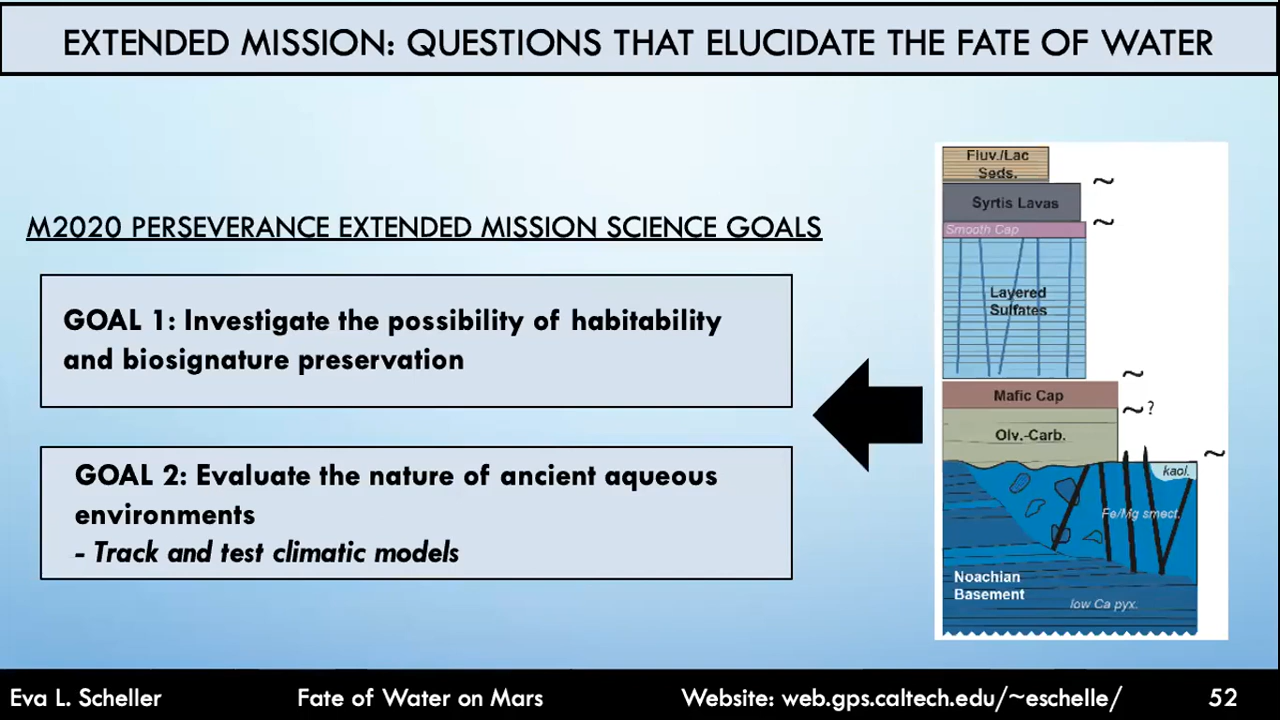 EXTENDED MISSION: QUESTIONS THAT ELUCIDATE THE FATE OF WATER
M2020 PERSEVERANCE EXTENDED MISSION SCIENCE GOALS
GOAL 1: Investigate the possibility of habitability
and biosignature preservation
GOAL 2: Evaluate the nature of ancient aqueous
environments
- Track and test climatic models
Fluv./Lac
Seds.
~
Syrtis Lavas
~
Smooth Cap
Layered
Sulfates
~
Mafic Cap
~?
Olv.-Carb.
~
kaol.
Fe/Mg smect.
Noachian
Basement
low Ca pyx.
Eva L. Scheller
Fate of Water on Mars
Website: web.gps.caltech.edu/~eschelle/
52